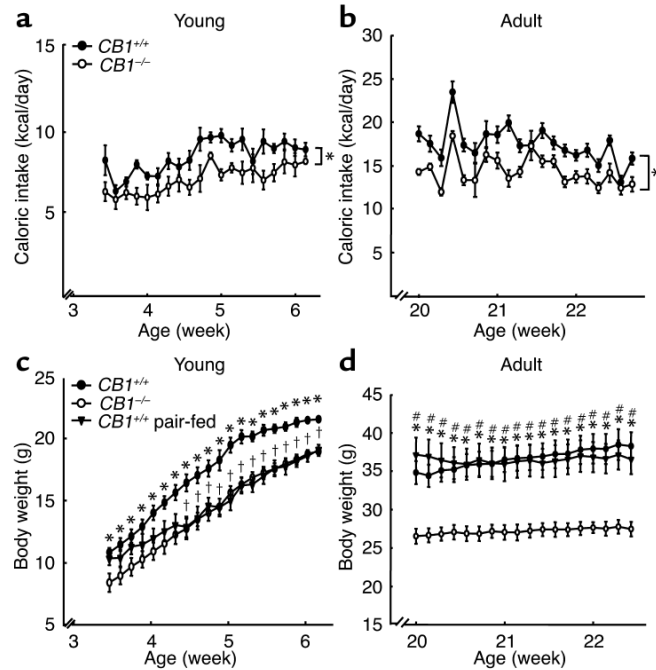 a
Young
CB1+/+
CB1−/−
Caloric intake (kcal/day)
15
10
5
*
3
4
5
6
Age (week)
b
Adult
Caloric intake (kcal/day)
30
25
20
15
10
5
0
*
20
21
22
Age (week)
c
Young
CB1+/+
CB1−/−
CB1+/+ pair-fed
Body weight (g)
25
20
15
10
5
* * * * * * * * * * * * * * * * * * * *
† † † † † † † † † † †
3
4
5
6
Age (week)
d
Adult
Body weight (g)
45
40
35
30
25
20
15
# # # # # # # # # # # # # # # # # #
* * * * * * * * * * * * * * * * * *
20
21
22
Age (week)